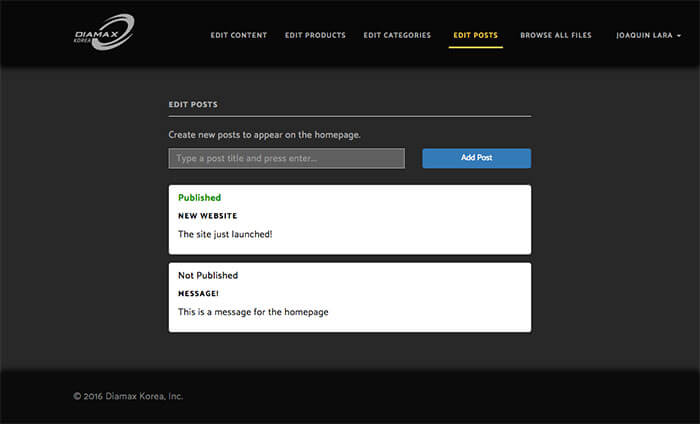 DIAMAX
KOREA
EDIT CONTENT
EDIT PRODUCTS
EDIT CATEGORIES
EDIT POSTS
BROWSE ALL FILES
JOAQUIN LARA
EDIT POSTS
Create new posts to appear on the homepage.
Type a post title and press enter...
Add Post
Published
NEW WEBSITE
The site just launched!
Not Published
MESSAGE!
This is a message for the homepage
© 2016 Diamax Korea, Inc.